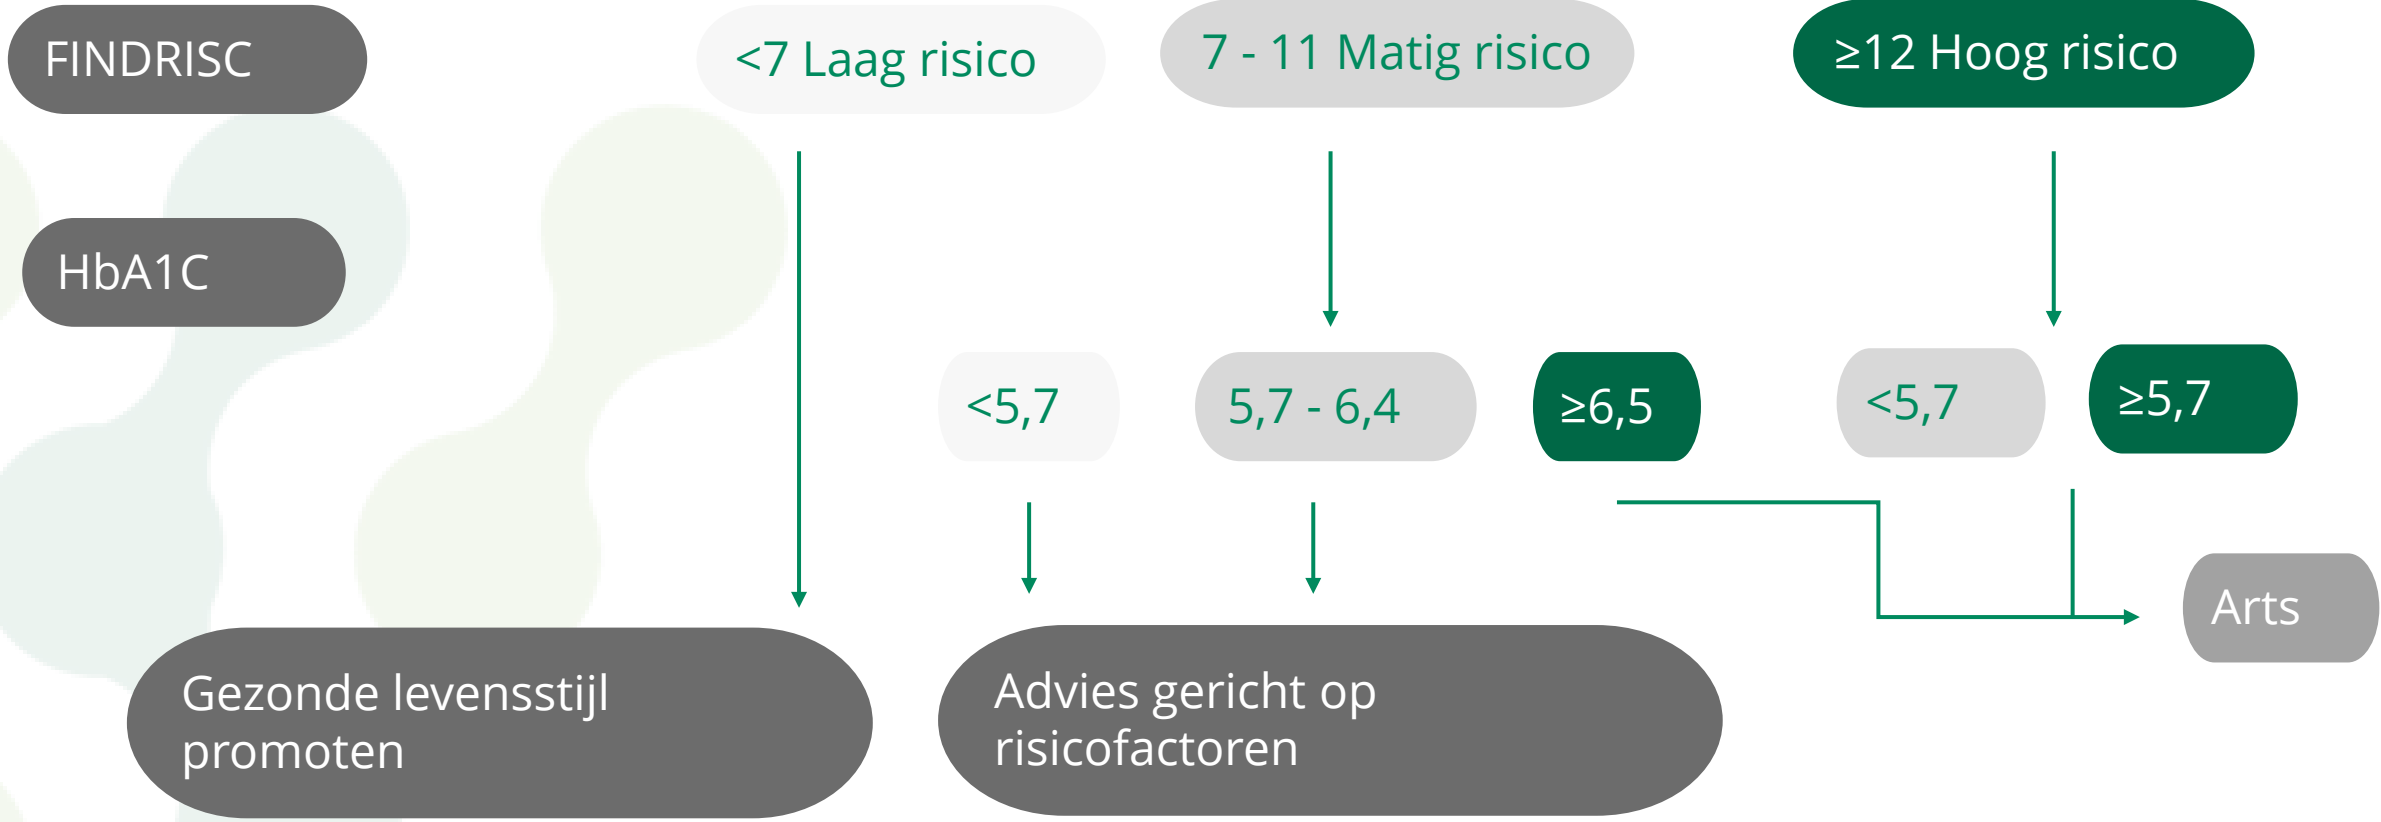 FINDRISC
<7 Laag risico
7 - 11 Matig risico
≥12 Hoog risico
HbA1C
<5,7
5,7 - 6,4
≥6,5
<5,7
≥5,7
Arts
Gezonde levensstijl
promoten
Advies gericht op
risicofactoren